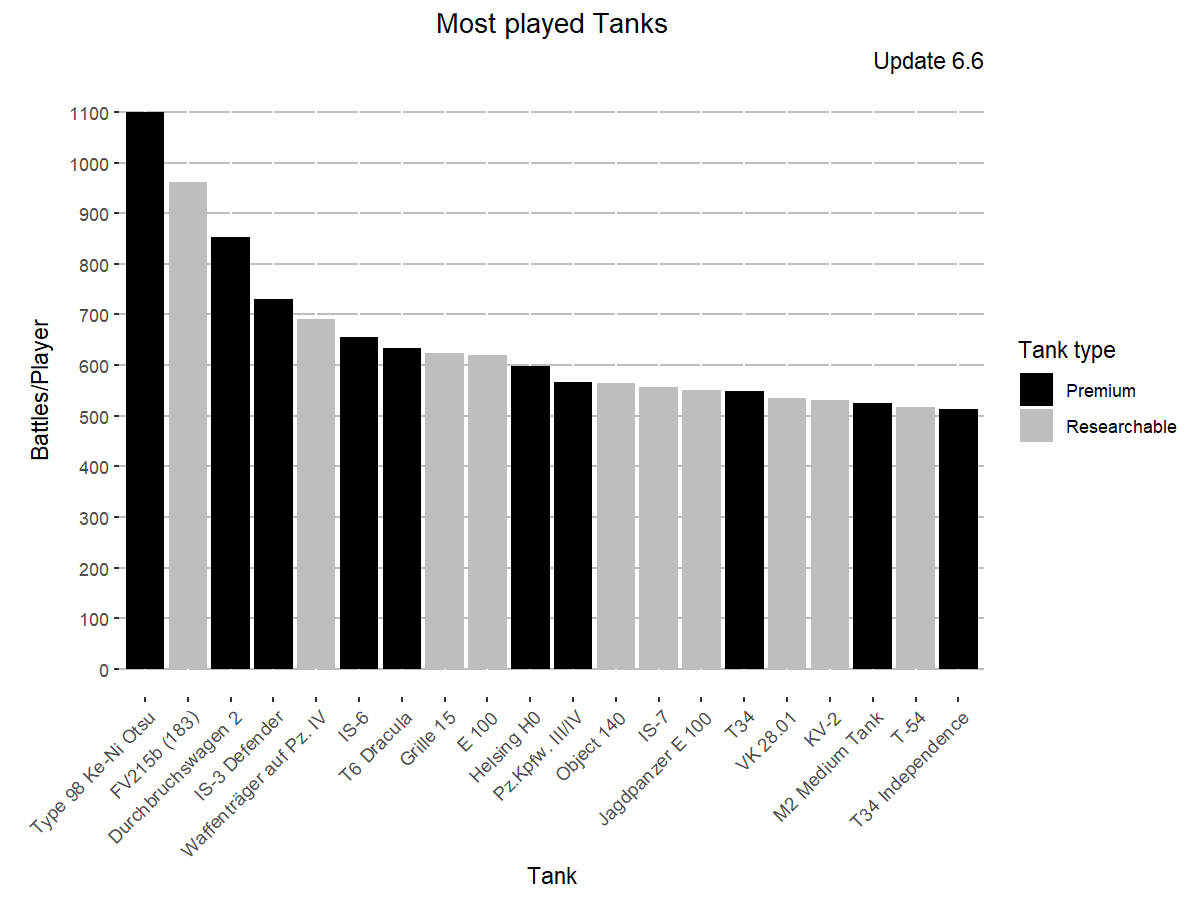 Most played Tanks
Update 6.6
Battles/Player
1100
1000
900
800
700
600
500
400
300
200
100
0
Type 98 Ke-Ni Otsu
FV215b (183)
Durchbruchswagen 2
IS-3 Defender
Waffenträger auf Pz. IV
IS-6
T6 Dracula
Grille 15
E 100
Helsing H0
Pz.Kpfw. III/IV
Object 140
IS-7
Jagdpanzer E 100
T34
VK 28.01
KV-2
M2 Medium Tank
T-54
T34 Independence
Tank
Tank type
Premium
Researchable